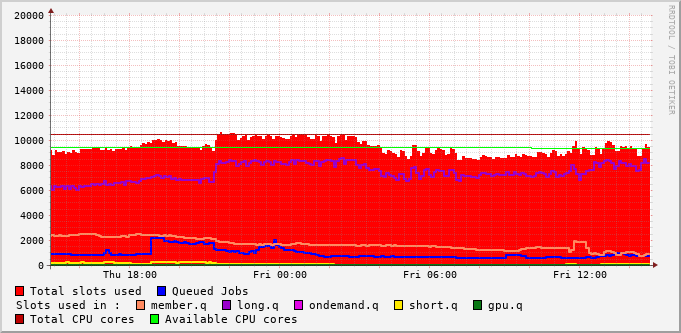 20000
18000
16000
14000
12000
10000
8000
6000
4000
2000
0
Thu 18:00 Fri 00:00 Fri 06:00 Fri 12:00
Total slots used Queued Jobs
Slots used in : member.q long.q ondemand.q short.q gpu.q
Total CPU cores Available CPU cores
RRDTOOL / TOBI OETIKER